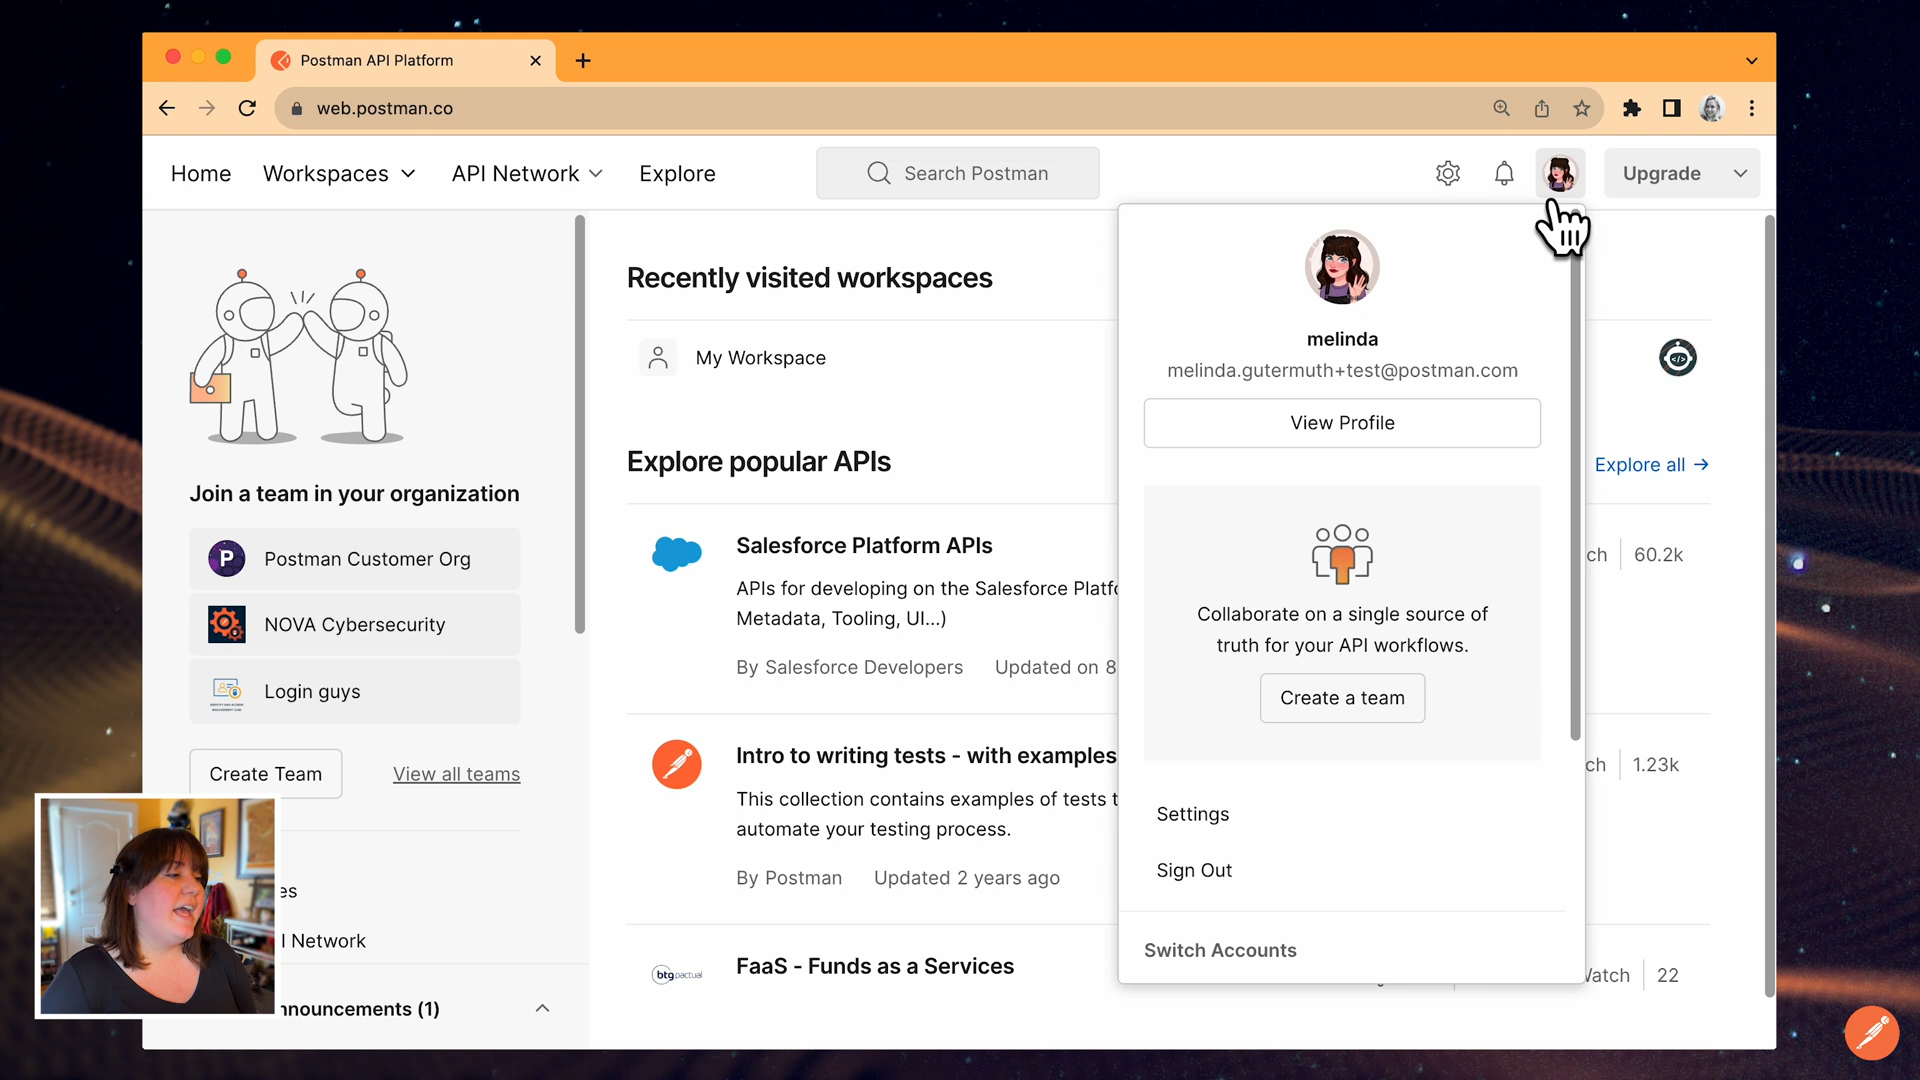 Postman API Platform
web.postman.co
Home
Workspaces
API Network
Explore
Search Postman
Upgrade
Join a team in your organization
P
Postman Customer Org
NOVA Cybersecurity
Login guys
Create Team
View all teams
es
I Network
nnouncements (1)
Recently visited workspaces
My Workspace
Explore popular APIs
Explore all →
Salesforce Platform APIs
APIs for developing on the Salesforce Platfo
Metadata, Tooling, UI...)
By Salesforce Developers
Updated on 8
ch
60.2k
Intro to writing tests - with examples
This collection contains examples of tests t
automate your testing process.
By Postman
Updated 2 years ago
ch
1.23k
btg pactual
FaaS - Funds as a Services
Watch
22
melinda
melinda.gutermuth+test@postman.com
View Profile
Collaborate on a single source of
truth for your API workflows.
Create a team
Settings
Sign Out
Switch Accounts